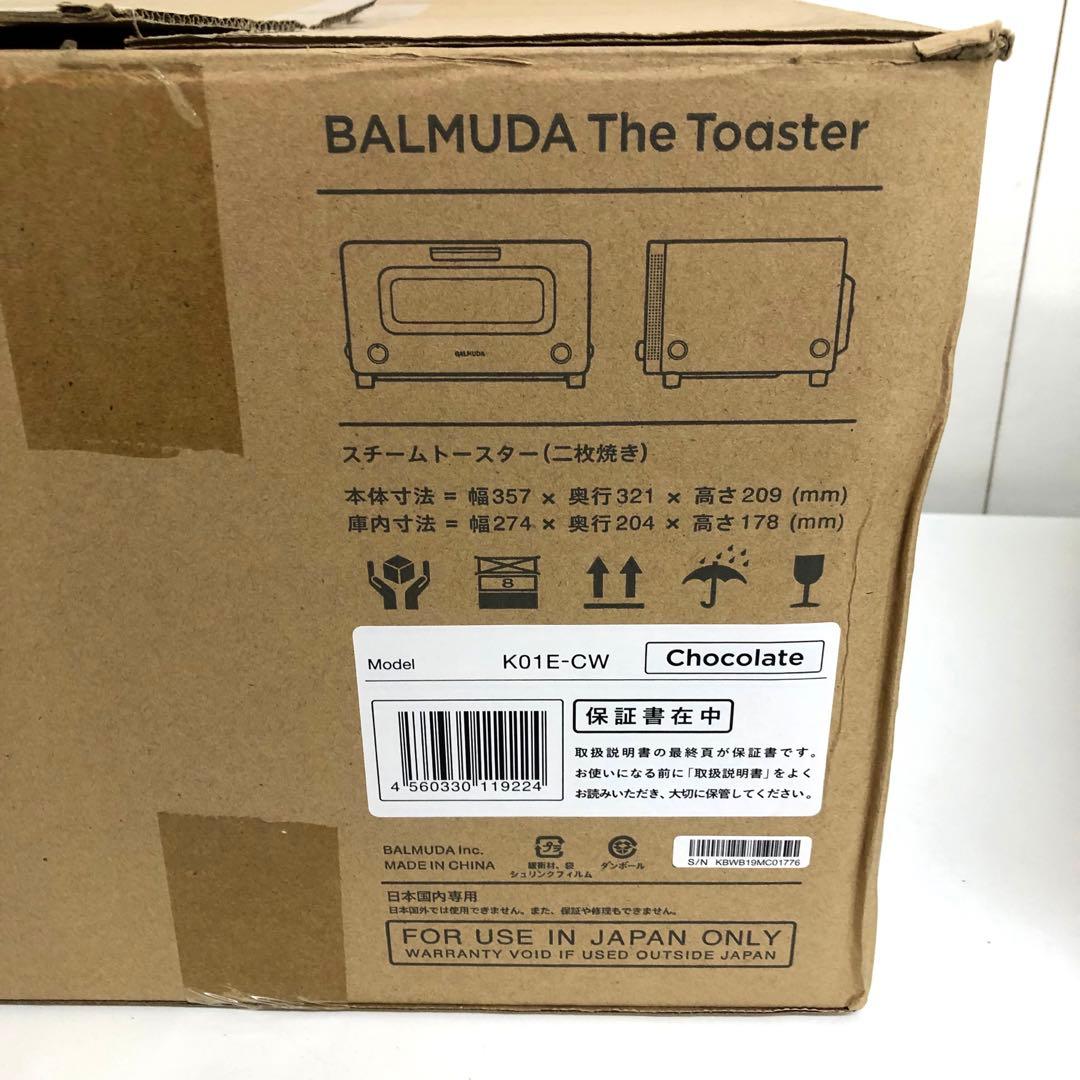 BALMUDA The Toaster
BALMUDA
スチームトースター(二枚焼き)
本体寸法 = 幅357 × 奥行321 × 高さ209 (mm)
庫内寸法 = 幅274 × 奥行204 × 高さ178 (mm)
8
Model K01E-CW Chocolate
保証書在中
取扱説明書の最終頁が保証書です。
お使いになる前に「取扱説明書」をよく
お読みいただき、大切に保管してください。
4 560330 119224
BALMUDA Inc.
MADE IN CHINA
プラ
緩衝材、袋
シュリンクフィルム
ダンボール
S/N KBWB19MC01776
日本国内専用
日本国外では使用できません。また、保証や修理もできません。
FOR USE IN JAPAN ONLY
WARRANTY VOID IF USED OUTSIDE JAPAN